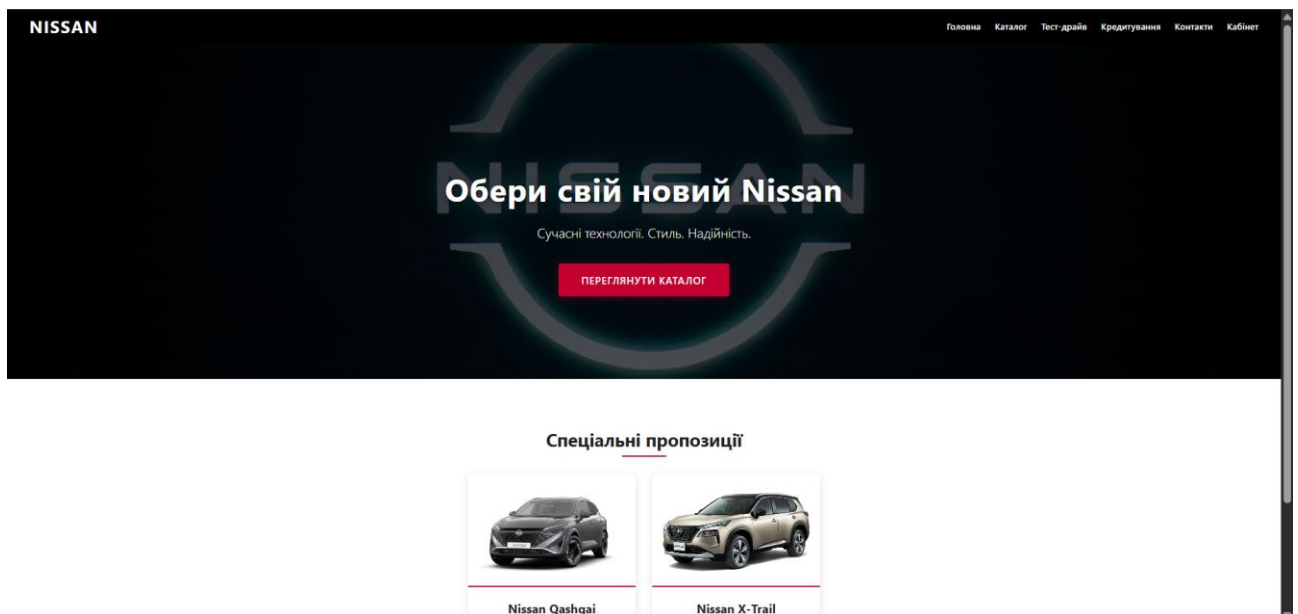 NISSAN
Головна Каталог Тест-драйв Кредитування Контакти Кабінет
NISSAN
Обери свій новий Nissan
Сучасні технології. Стиль. Надійність.
ПЕРЕГЛЯНУТИ КАТАЛОГ
Спеціальні пропозиції
Nissan Qashqai Nissan X-Trail